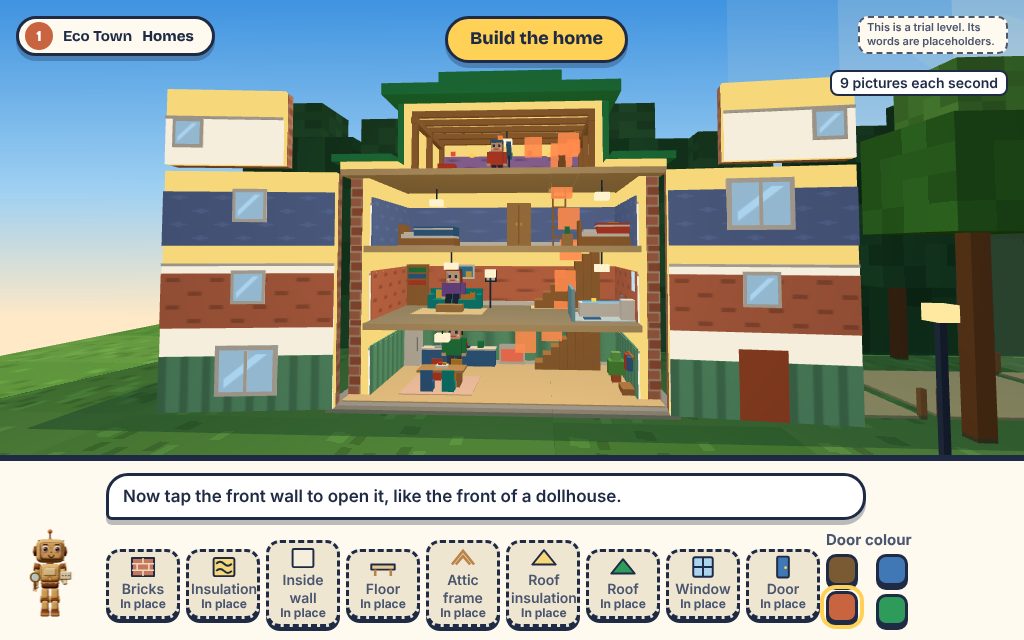 1 Eco Town Homes
Build the home
This is a trial level. Its
words are placeholders.
9 pictures each second
Now tap the front wall to open it, like the front of a dollhouse.
Door colour
Bricks
In place
Insulation
In place
Inside
wall
In place
Floor
In place
Attic
frame
In place
Roof
insulation
In place
Roof
In place
Window
In place
Door
In place